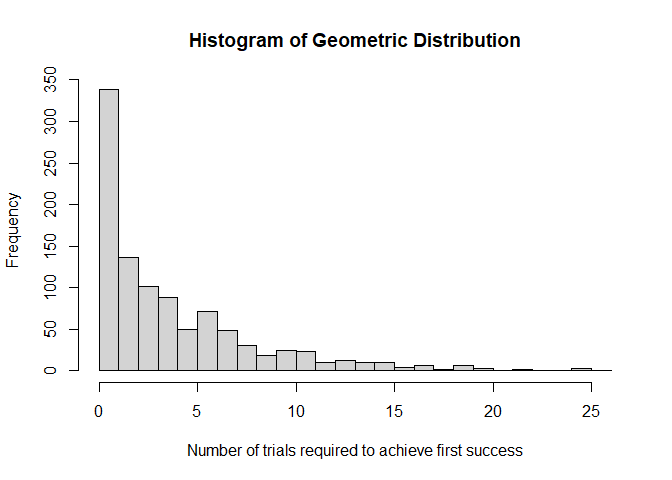 Histogram of Geometric Distribution
Frequency
350
300
250
200
150
100
50
0
0 5 10 15 20 25
Number of trials required to achieve first success